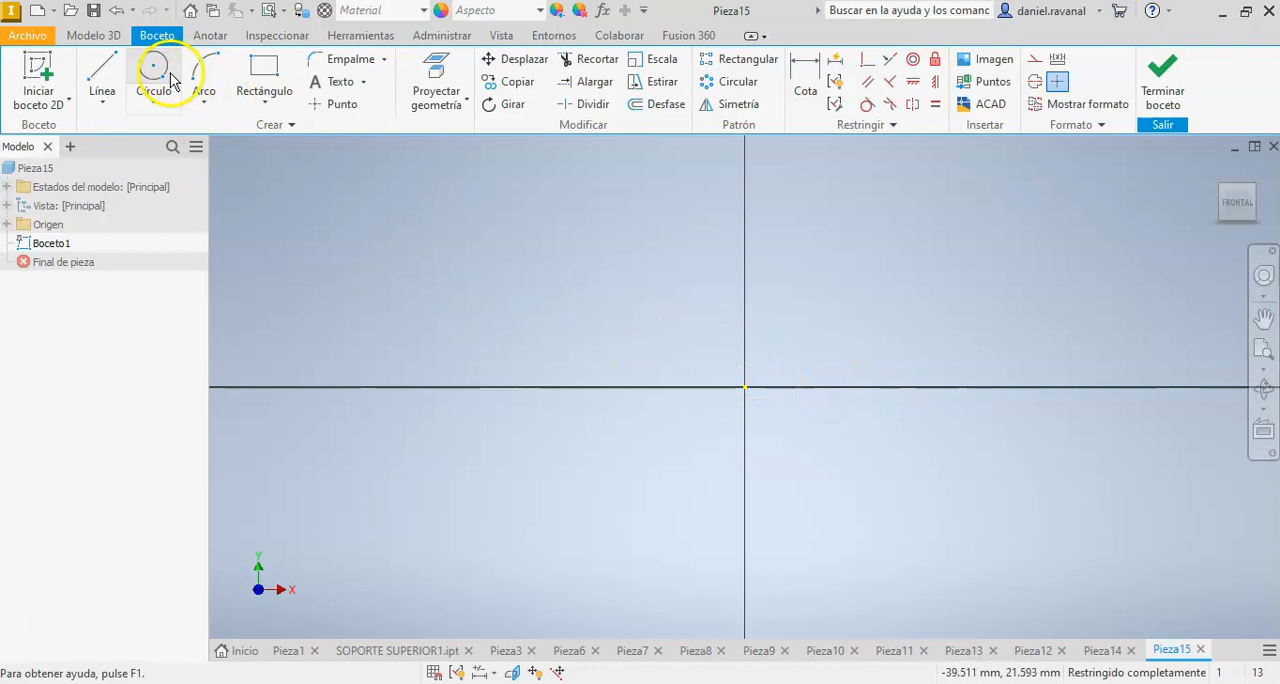 Material
Aspecto
fx
Pieza15
Buscar en la ayuda y los comanc
daniel.ravanal
Archivo Modelo 3D Boceto Anotar Inspeccionar Herramientas Administrar Vista Entornos Colaborar Fusion 360
Iniciar
boceto 2D
Línea
Círculo
Arco
Rectángulo
Empalme
Texto
Punto
Proyectar
geometría
Desplazar Recortar Escala
Copiar Alargar Estirar
Girar Dividir Desfase
Rectangular
Circular
Simetría
Cota
Imagen
Puntos
ACAD
Mostrar formato
Terminar
boceto
Boceto Crear Modificar Patrón Restringir Insertar Formato Salir
Modelo
Pieza15
Estados del modelo: [Principal]
Vista: [Principal]
Origen
Boceto1
Final de pieza
FRONTAL
Y
X
Inicio Pieza1 SOPORTE SUPERIOR1.ipt Pieza3 Pieza6 Pieza7 Pieza8 Pieza9 Pieza10 Pieza11 Pieza13 Pieza12 Pieza14 Pieza15
Para obtener ayuda, pulse F1.
-39.511 mm, 21.593 mm Restringido completamente 1 13